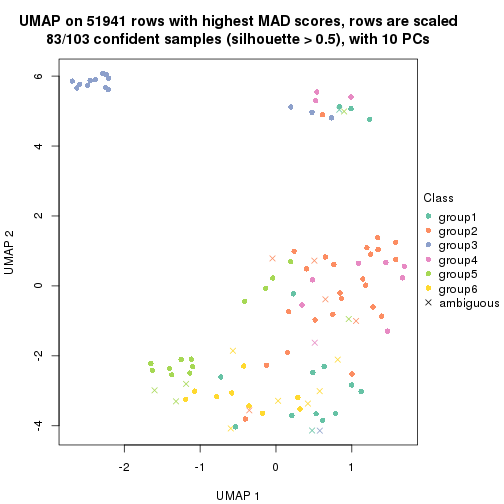 UMAP on 51941 rows with highest MAD scores, rows are scaled
83/103 confident samples (silhouette > 0.5), with 10 PCs
6
4
2
0
-2
-4
UMAP 2
-2
-1
0
1
UMAP 1
Class
group1
group2
group3
group4
group5
group6
ambiguous